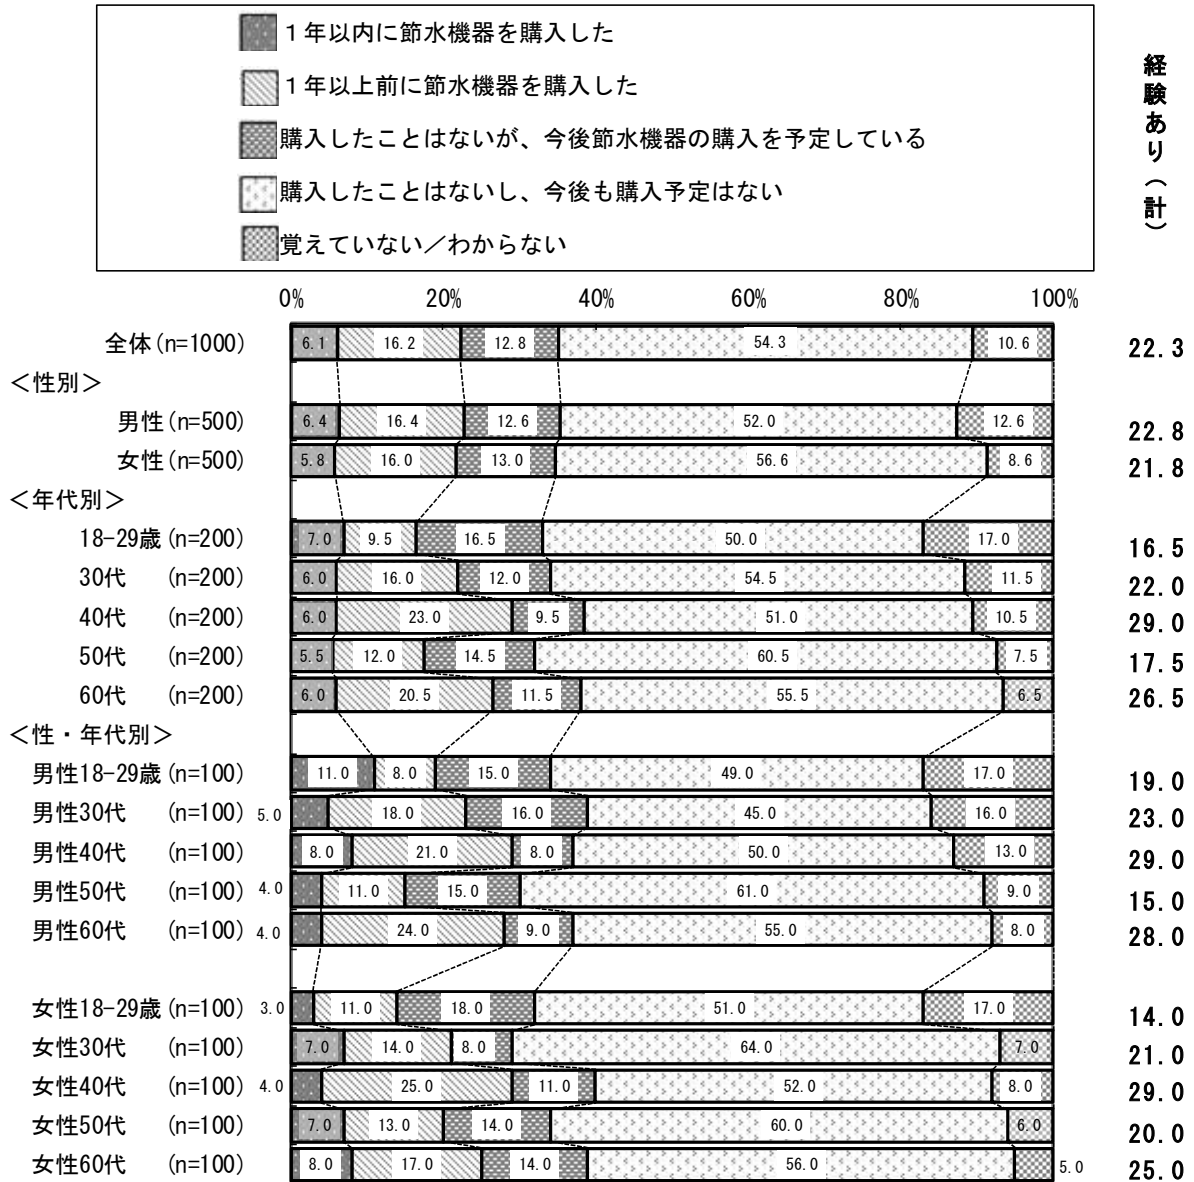 １年以内に節水機器を購入した
１年以上前に節水機器を購入した
購入したことはないが、今後節水機器の購入を予定している
購入したことはないし、今後も購入予定はない
覚えていない／わからない
経験あり（計）
0% 20% 40% 60% 80% 100%
全体(n=1000) 6.1 16.2 12.8 54.3 10.6 22.3
＜性別＞
男性(n=500) 6.4 16.4 12.6 52.0 12.6 22.8
女性(n=500) 5.8 16.0 13.0 56.6 8.6 21.8
＜年代別＞
18-29歳(n=200) 7.0 9.5 16.5 50.0 17.0 16.5
30代 (n=200) 6.0 16.0 12.0 54.5 11.5 22.0
40代 (n=200) 6.0 23.0 9.5 51.0 10.5 29.0
50代 (n=200) 5.5 12.0 14.5 60.5 7.5 17.5
60代 (n=200) 6.0 20.5 11.5 55.5 6.5 26.5
＜性・年代別＞
男性18-29歳(n=100) 11.0 8.0 15.0 49.0 17.0 19.0
男性30代 (n=100) 5.0 18.0 16.0 45.0 16.0 23.0
男性40代 (n=100) 8.0 21.0 8.0 50.0 13.0 29.0
男性50代 (n=100) 4.0 11.0 15.0 61.0 9.0 15.0
男性60代 (n=100) 4.0 24.0 9.0 55.0 8.0 28.0
女性18-29歳(n=100) 3.0 11.0 18.0 51.0 17.0 14.0
女性30代 (n=100) 7.0 14.0 8.0 64.0 7.0 21.0
女性40代 (n=100) 4.0 25.0 11.0 52.0 8.0 29.0
女性50代 (n=100) 7.0 13.0 14.0 60.0 6.0 20.0
女性60代 (n=100) 8.0 17.0 14.0 56.0 5.0 25.0